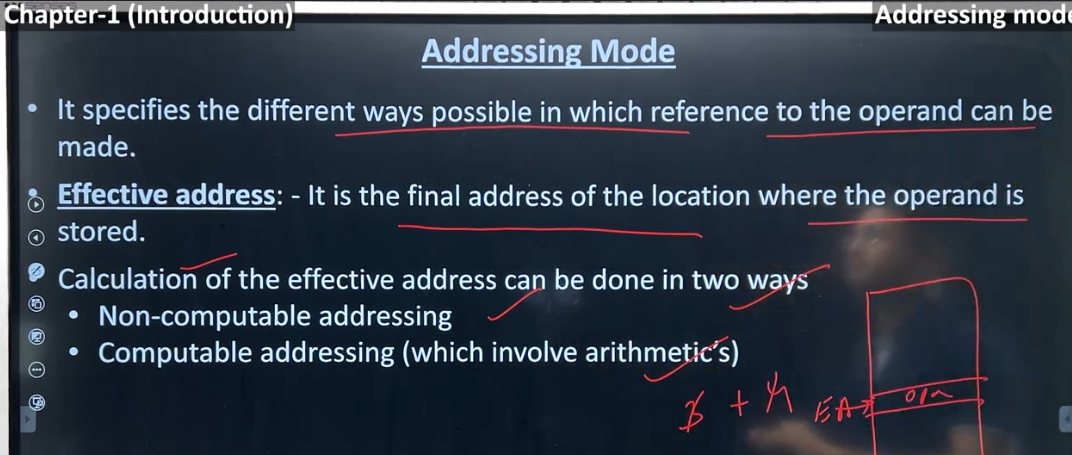 Chapter-1 (Introduction)
Addressing mode
Addressing Mode
• It specifies the different ways possible in which reference to the operand can be
made.
• Effective address: - It is the final address of the location where the operand is
stored.
Calculation of the effective address can be done in two ways
• Non-computable addressing
• Computable addressing (which involve arithmetic's)
+
EA